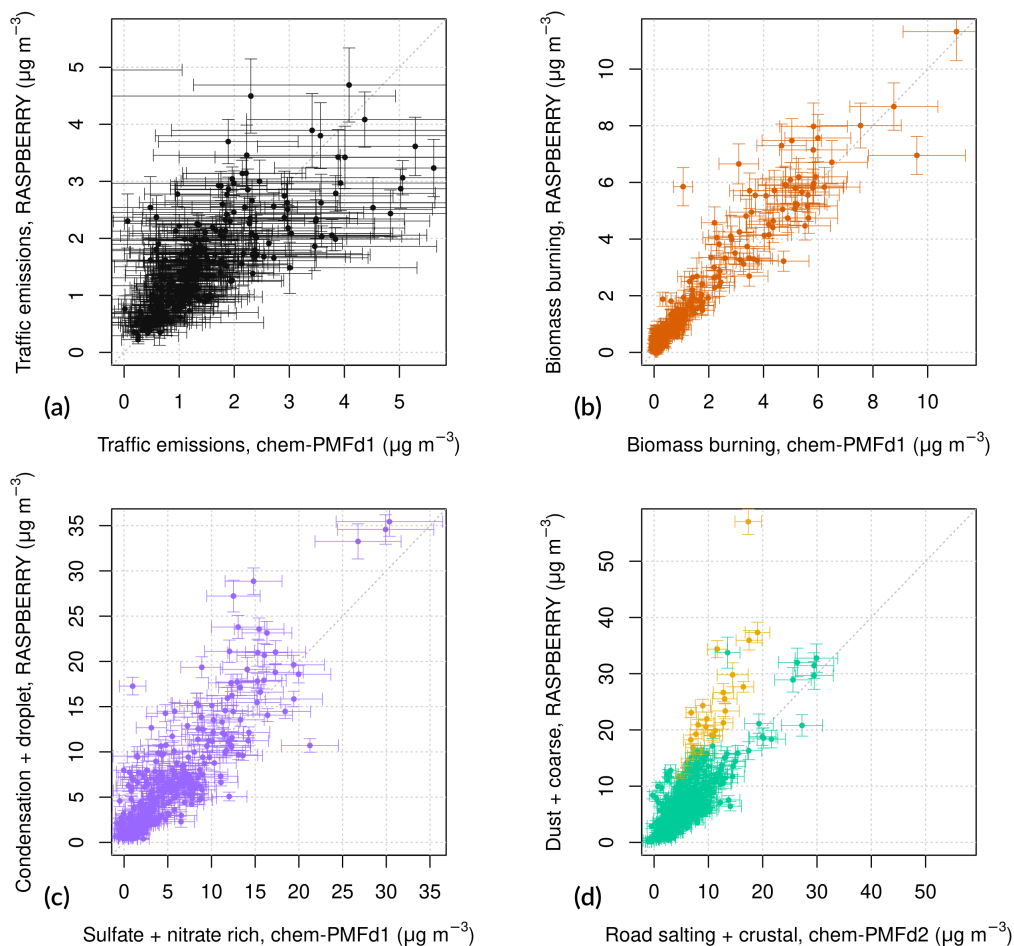 Traffic emissions, RASPBERRY (µg m⁻³)
0 1 2 3 4 5
0 1 2 3 4 5
(a)
Traffic emissions, chem-PMFd1 (µg m⁻³)
Biomass burning, RASPBERRY (µg m⁻³)
0 2 4 6 8 10
0 2 4 6 8 10
(b)
Biomass burning, chem-PMFd1 (µg m⁻³)
Condensation + droplet, RASPBERRY (µg m⁻³)
0 5 10 15 20 25 30 35
0 5 10 15 20 25 30 35
(c)
Sulfate + nitrate rich, chem-PMFd1 (µg m⁻³)
Dust + coarse, RASPBERRY (µg m⁻³)
0 10 20 30 40 50
0 10 20 30 40 50
(d)
Road salting + crustal, chem-PMFd2 (µg m⁻³)